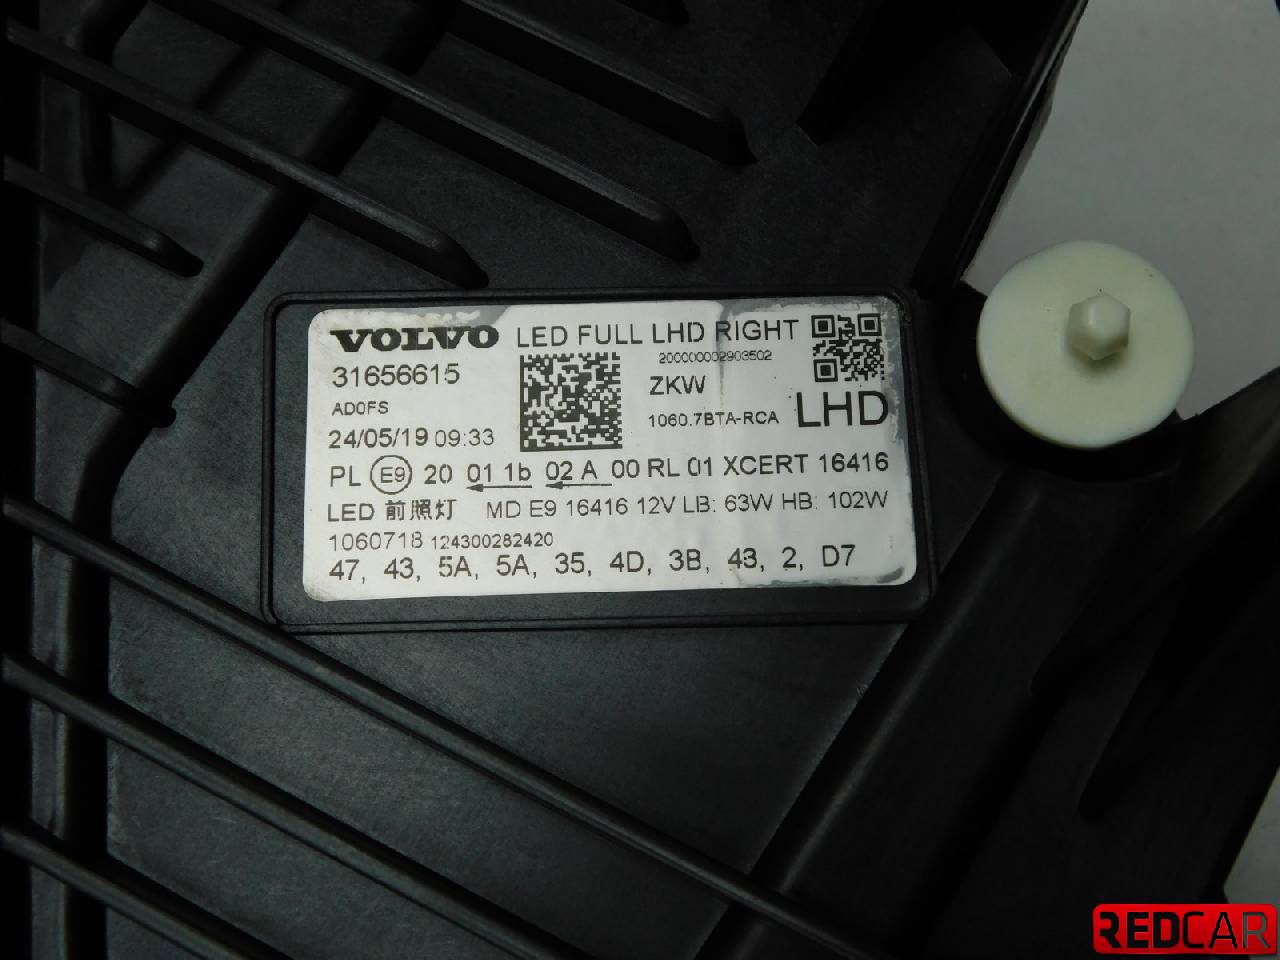 VOLVO LED FULL LHD RIGHT
200000002903502
31656615
ZKW
AD0FS
1060.7BTA-RCA LHD
24/05/19 09:33
PL E9 20 01 1b 02 A 00 RL 01 XCERT 16416
LED 前照灯 MD E9 16416 12V LB: 63W HB: 102W
1060718 124300282420
47, 43, 5A, 5A, 35, 4D, 3B, 43, 2, D7
REDCAR